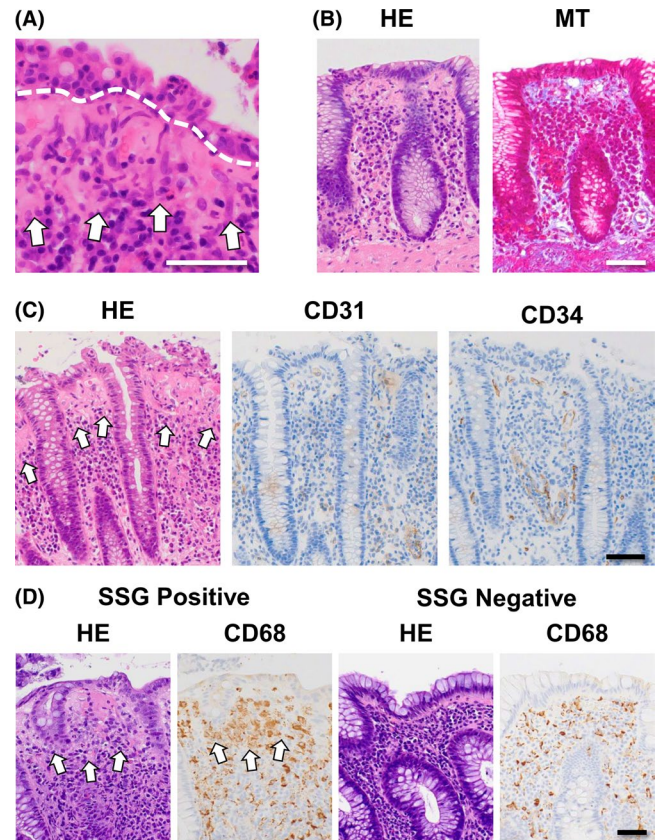 (A)
(B) HE MT
(C) HE CD31 CD34
(D) SSG Positive SSG Negative
HE CD68 HE CD68